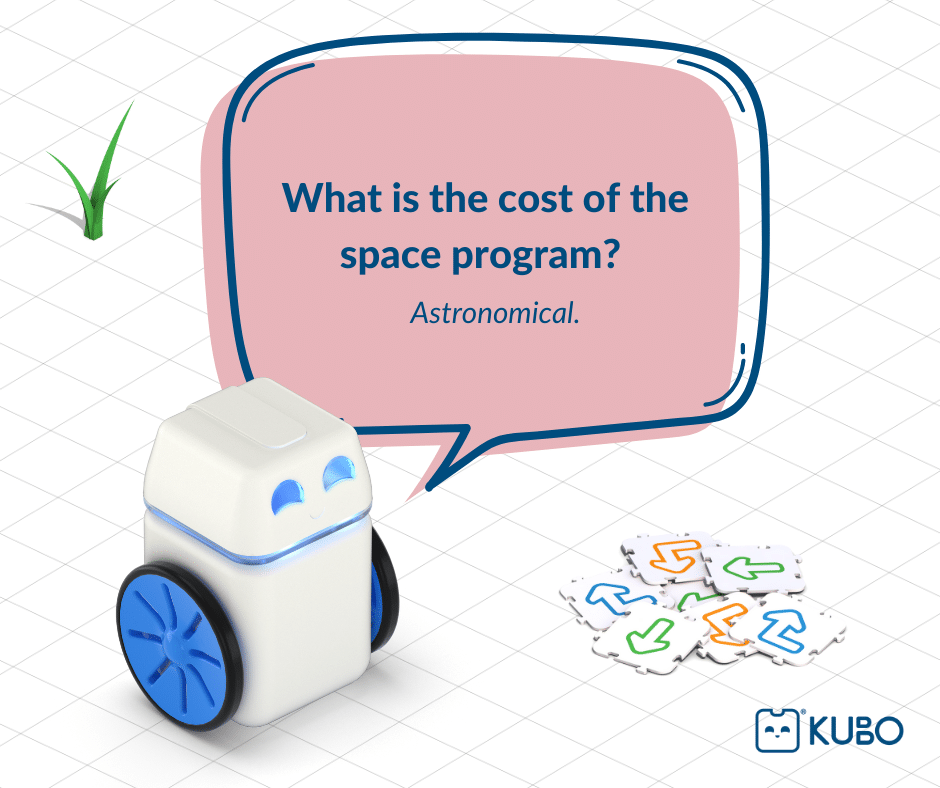 What is the cost of the
space program?
Astronomical.
KUBO®